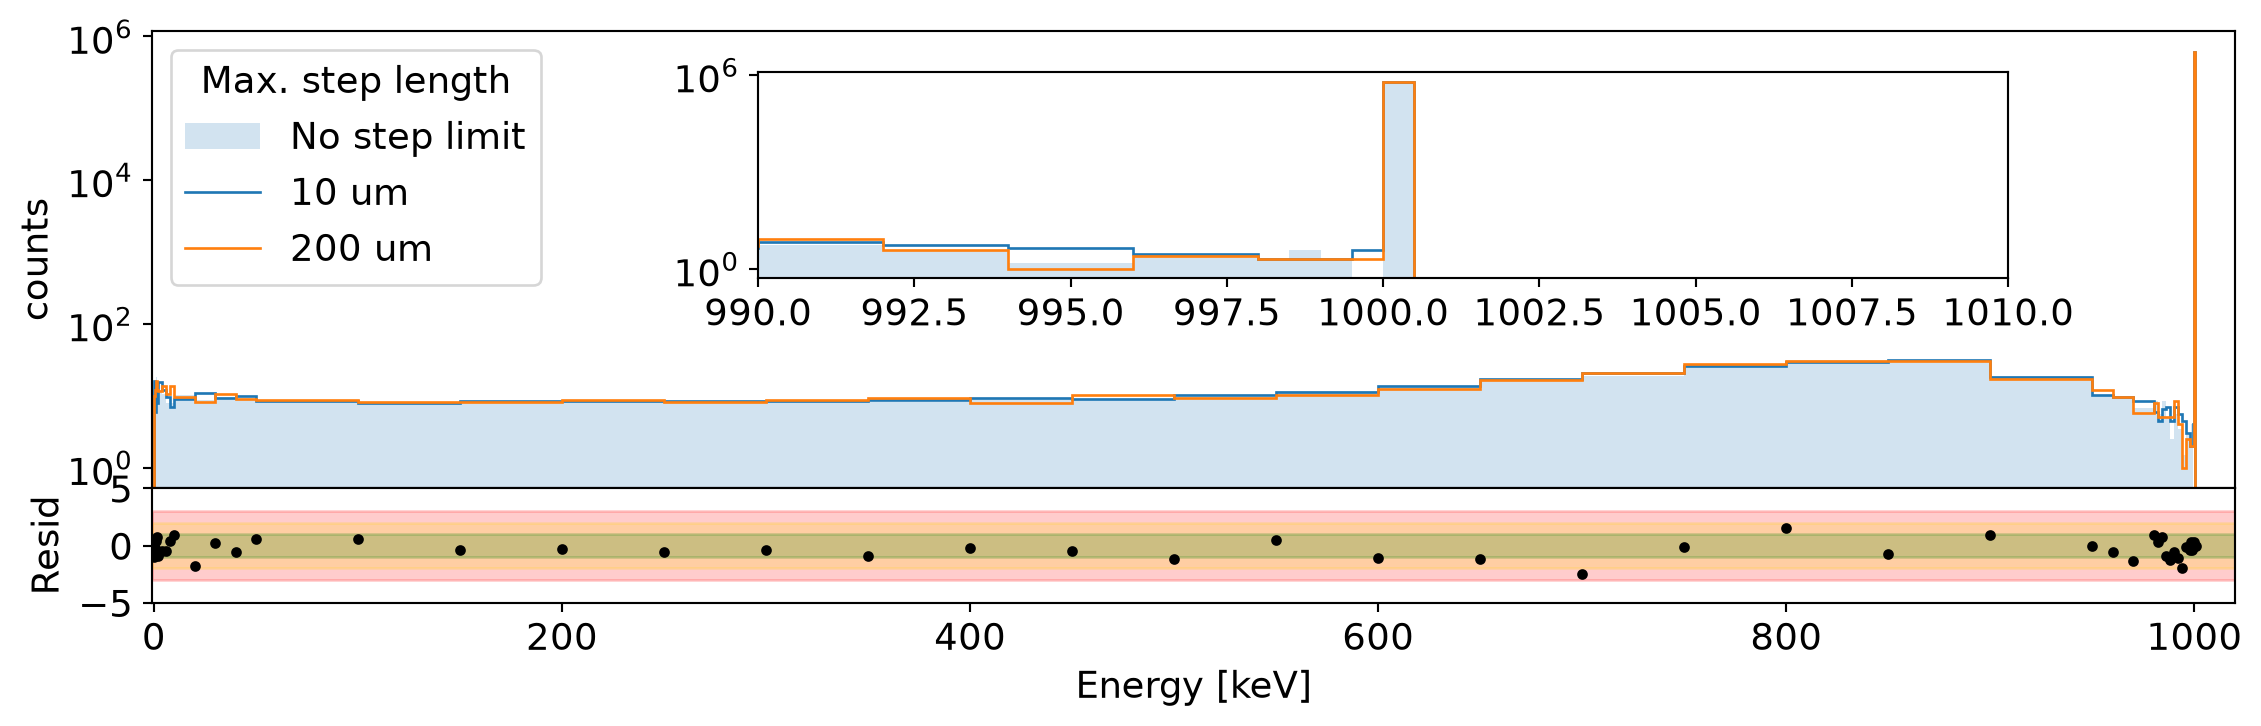 counts
10^6
10^4
10^2
10^0
Max. step length
No step limit
10 um
200 um
10^6
10^0
990.0 992.5 995.0 997.5 1000.0 1002.5 1005.0 1007.5 1010.0
Resid
5
0
−5
0 200 400 600 800 1000
Energy [keV]